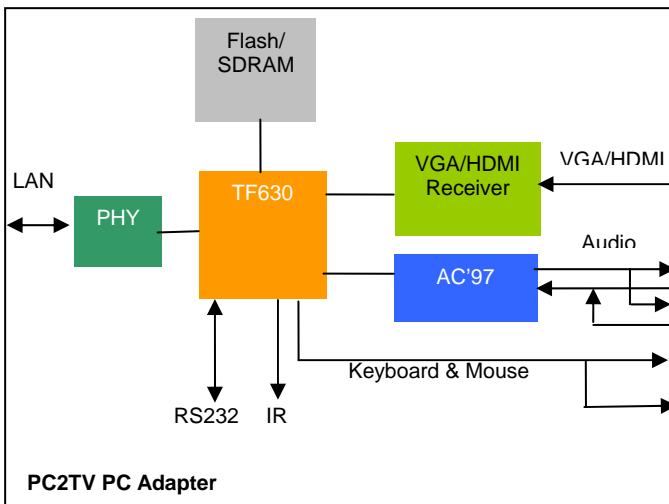 Flash/
SDRAM
VGA/HDMI
Receiver
VGA/HDMI
LAN
TF630
PHY
Audio
AC'97
Keyboard & Mouse
RS232
IR
PC2TV PC Adapter